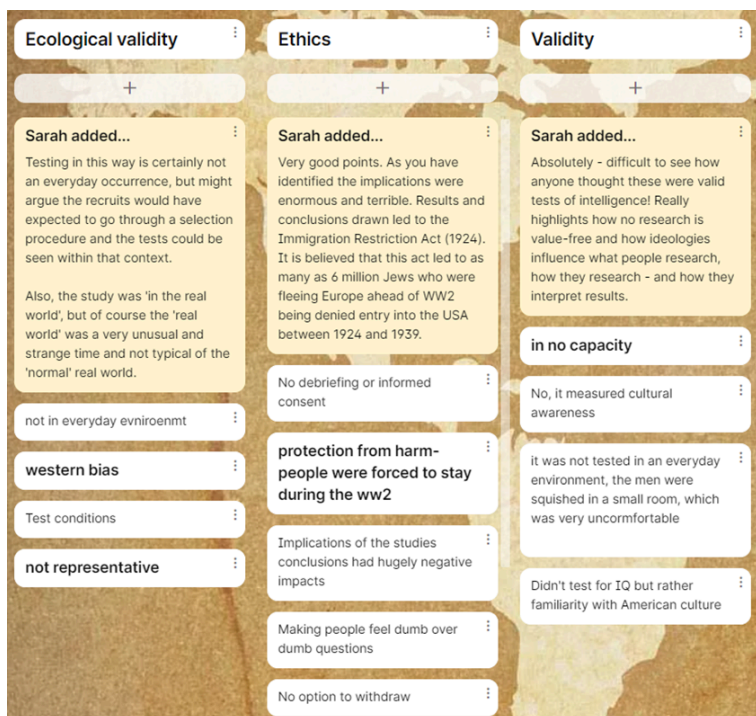 Ecological validity
+
Sarah added...
Testing in this way is certainly not
an everyday occurrence, but might
argue the recruits would have
expected to go through a selection
procedure and the tests could be
seen within that context.
Also, the study was 'in the real
world', but of course the 'real
world' was a very unusual and
strange time and not typical of the
'normal' real world.
not in everyday evniroenmt
western bias
Test conditions
not representative
Ethics
+
Sarah added...
Very good points. As you have
identified the implications were
enormous and terrible. Results and
conclusions drawn led to the
Immigration Restriction Act (1924).
It is believed that this act led to as
many as 6 million Jews who were
fleeing Europe ahead of WW2
being denied entry into the USA
between 1924 and 1939.
No debriefing or informed
consent
protection from harm-
people were forced to stay
during the ww2
Implications of the studies
conclusions had hugely negative
impacts
Making people feel dumb over
dumb questions
No option to withdraw
Validity
+
Sarah added...
Absolutely - difficult to see how
anyone thought these were valid
tests of intelligence! Really
highlights how no research is
value-free and how ideologies
influence what people research,
how they research - and how they
interpret results.
in no capacity
No, it measured cultural
awareness
it was not tested in an everyday
environment, the men were
squished in a small room, which
was very uncormfortable
Didn't test for IQ but rather
familiarity with American culture